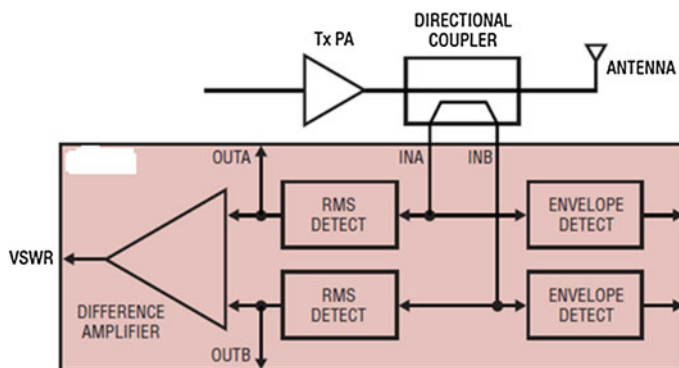 DIRECTIONAL
COUPLER
Tx PA
ANTENNA
OUTA
INA
INB
RMS
DETECT
ENVELOPE
DETECT
VSWR
RMS
DETECT
ENVELOPE
DETECT
DIFFERENCE
AMPLIFIER
OUTB